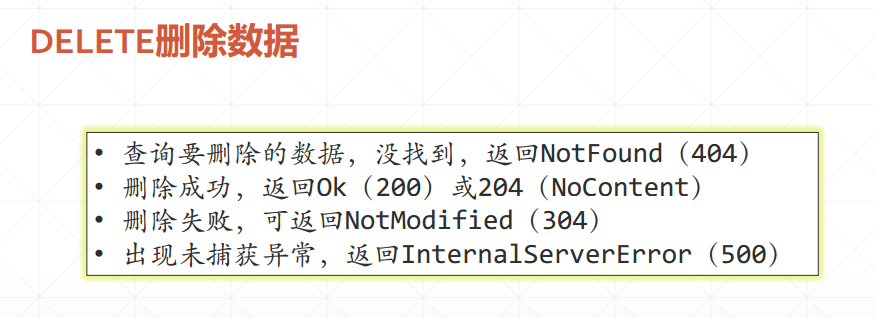 DELETE删除数据
• 查询要删除的数据，没找到，返回NotFound（404）
• 删除成功，返回Ok（200）或204（NoContent）
• 删除失败，可返回NotModified（304）
• 出现未捕获异常，返回InternalServerError（500）